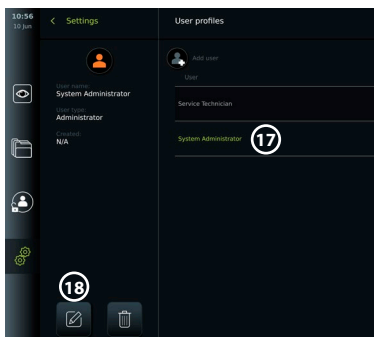 10:56
10 Jun
Settings
User profiles
Add user
User
User name:
System Administrator
User type:
Administrator
Created:
N/A
Service Technician
System Administrator
17
18